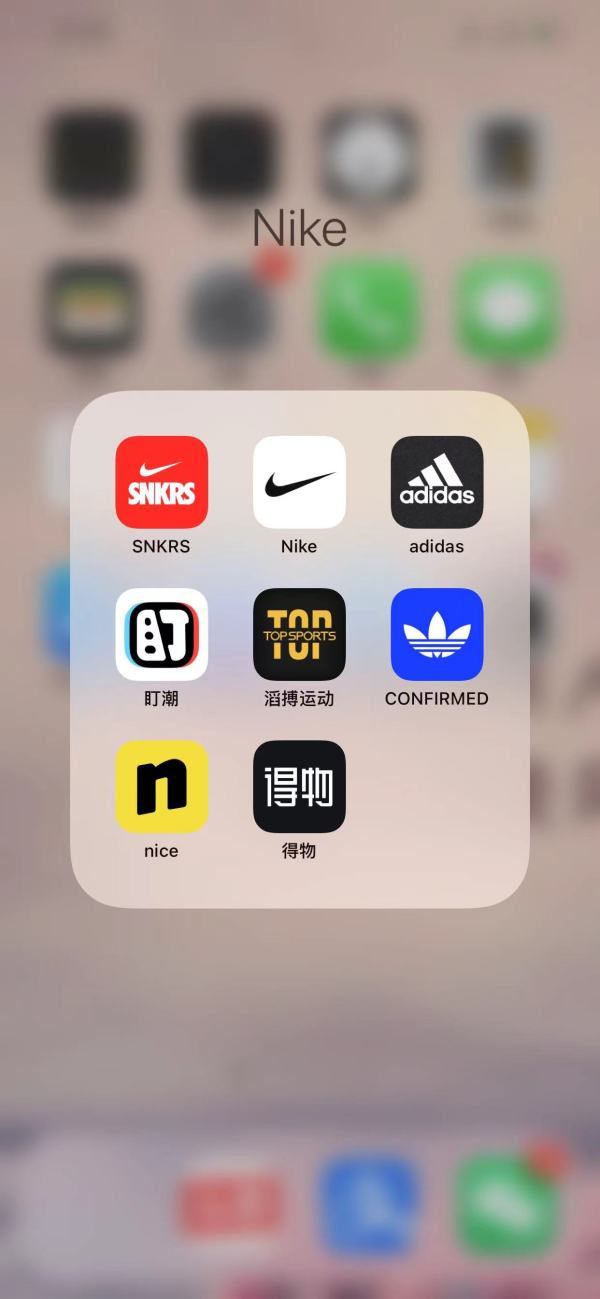 Nike
SNKRS
adidas
SNKRS
Nike
adidas
盯
TOP
TOPSPORTS
盯潮
滔搏运动
CONFIRMED
n
得物
nice
得物